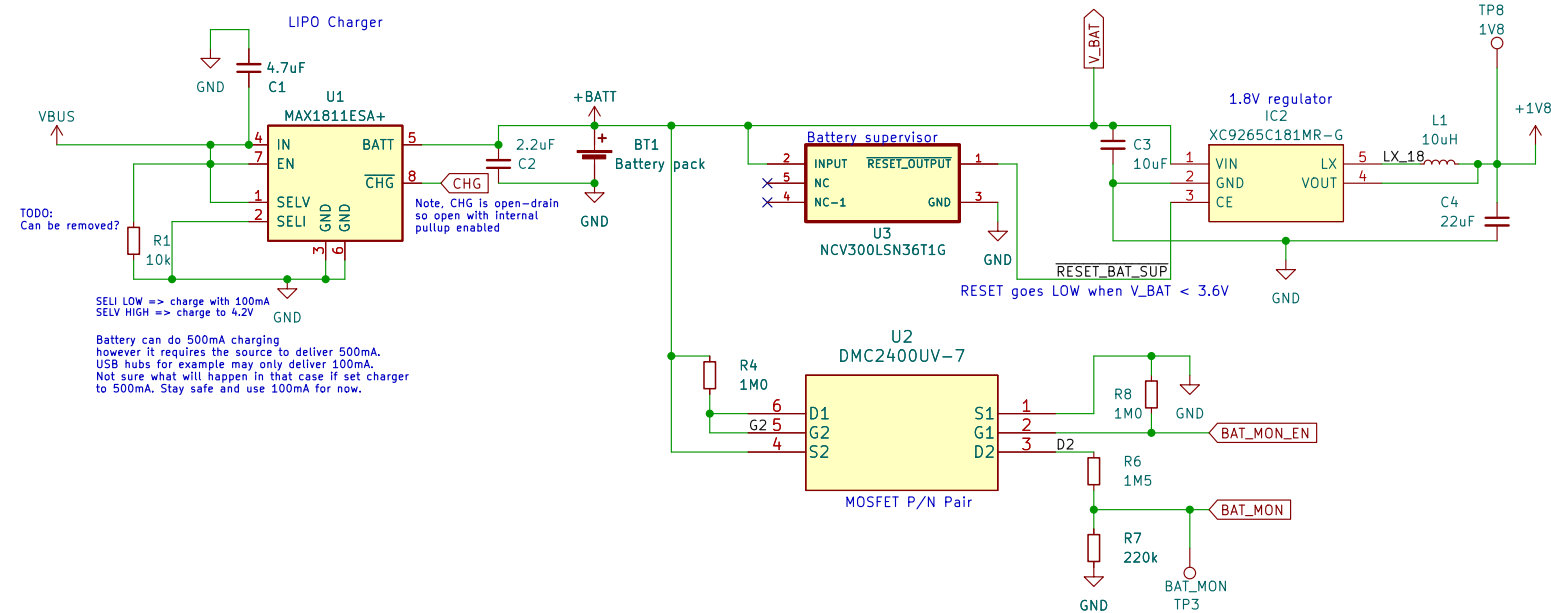 LIPO Charger
4.7uF
C1
GND
VBUS
U1
MAX1811ESA+
4
IN
7
EN
1
SELV
2
SELI
BATT
5
CHG
8
GND
GND
3
6
CHG
TODO:
Can be removed?
R1
10k
GND
SELI LOW => charge with 100mA
SELV HIGH => charge to 4.2V
Battery can do 500mA charging
however it requires the source to deliver 500mA.
USB hubs for example may only deliver 100mA.
Not sure what will happen in that case if set charger
to 500mA. Stay safe and use 100mA for now.
Note, CHG is open-drain
so open with internal
pullup enabled
2.2uF
C2
+BATT
+
BT1
Battery pack
GND
Battery supervisor
2
INPUT
5
NC
4
NC-1
RESET_OUTPUT
1
GND
3
U3
NCV300LSN36T1G
GND
RESET_BAT_SUP
RESET goes LOW when V_BAT < 3.6V
V_BAT
C3
10uF
1.8V regulator
IC2
XC9265C181MR-G
1
VIN
2
GND
3
CE
LX
5
VOUT
4
LX_18
L1
10uH
TP8
1V8
+1V8
C4
22uF
GND
U2
DMC2400UV-7
R4
1M0
6
D1
G2
5
G2
4
S2
S1
1
G1
2
D2
3
D2
MOSFET P/N Pair
R8
1M0
GND
BAT_MON_EN
R6
1M5
BAT_MON
R7
220k
GND
BAT_MON
TP3